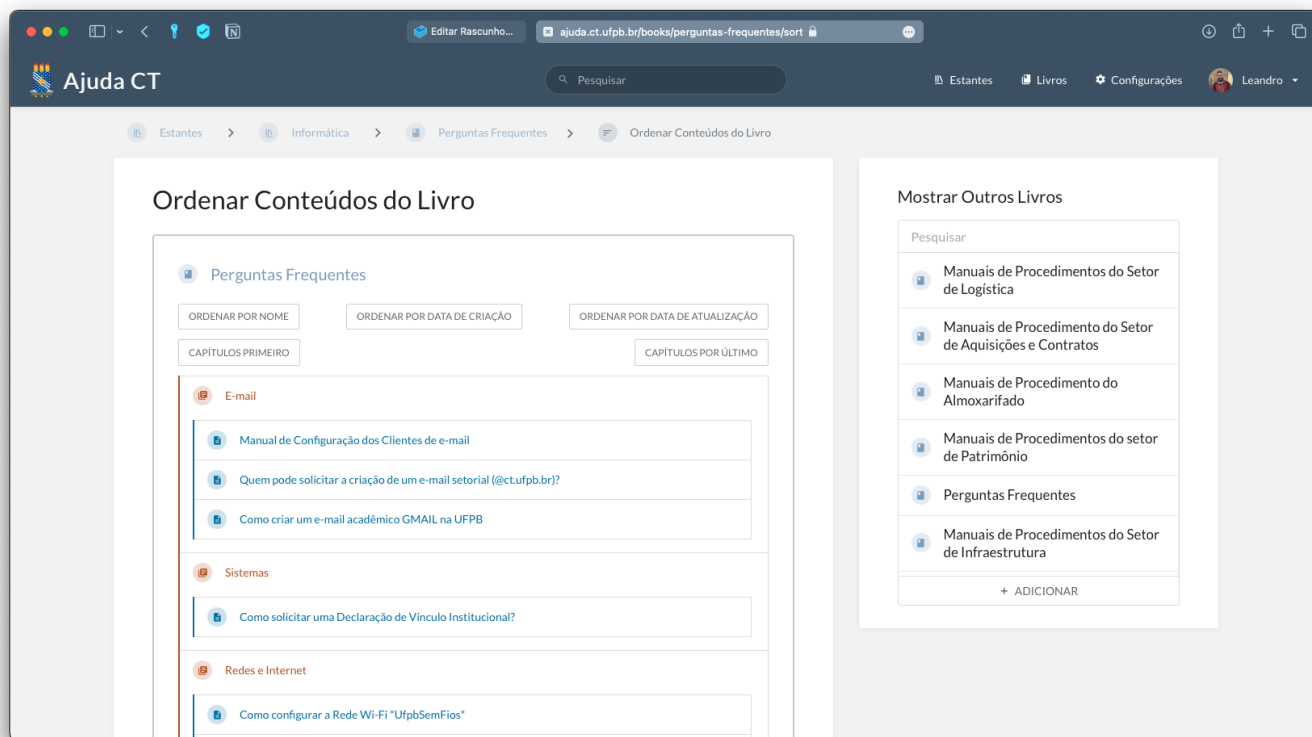 Editar Rascunho...
ajuda.ct.ufpb.br/books/perguntas-frequentes/sort
Ajuda CT
Pesquisar
Estantes
Livros
Configurações
Leandro
Estantes
Informática
Perguntas Frequentes
Ordenar Conteúdos do Livro
Ordenar Conteúdos do Livro
Perguntas Frequentes
ORDENAR POR NOME
ORDENAR POR DATA DE CRIAÇÃO
ORDENAR POR DATA DE ATUALIZAÇÃO
CAPÍTULOS PRIMEIRO
CAPÍTULOS POR ÚLTIMO
E-mail
Manual de Configuração dos Clientes de e-mail
Quem pode solicitar a criação de um e-mail setorial (@ct.ufpb.br)?
Como criar um e-mail acadêmico GMAIL na UFPB
Sistemas
Como solicitar uma Declaração de Vínculo Institucional?
Redes e Internet
Como configurar a Rede Wi-Fi "UfpbSemFios"
Mostrar Outros Livros
Pesquisar
Manuais de Procedimentos do Setor
de Logística
Manuais de Procedimento do Setor
de Aquisições e Contratos
Manuais de Procedimento do
Almoxarifado
Manuais de Procedimentos do setor
de Patrimônio
Perguntas Frequentes
Manuais de Procedimentos do Setor
de Infraestrutura
+ ADICIONAR